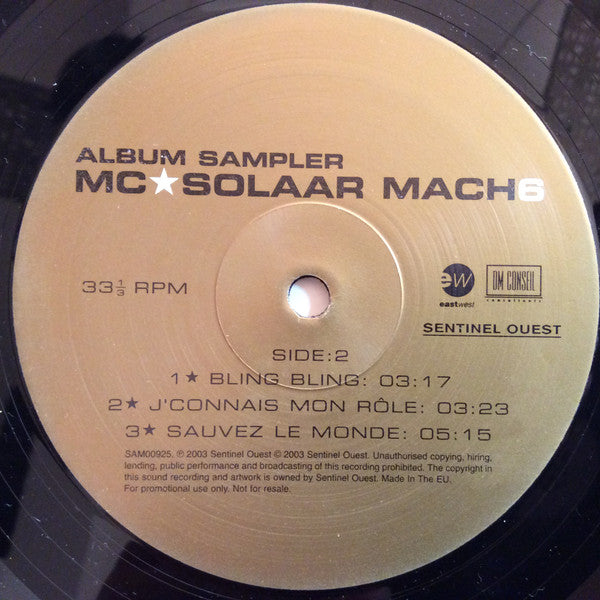 ALBUM SAMPLER
MC★SOLAAR MACH6
33⅓ RPM
ew
eastwest
DM CONSEIL
consultants
SENTINEL OUEST
SIDE:2
1★ BLING BLING: 03:17
2★ J'CONNAIS MON RÔLE: 03:23
3★ SAUVEZ LE MONDE: 05:15
SAM00925. ℗ 2003 Sentinel Ouest © 2003 Sentinel Ouest. Unauthorised copying, hiring,
lending, public performance and broadcasting of this recording prohibited. The copyright in
this sound recording and artwork is owned by Sentinel Ouest. Made In The EU.
For promotional use only. Not for resale.